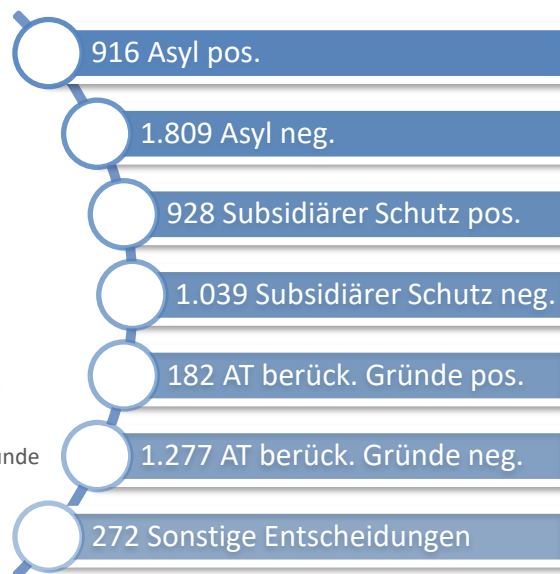 916 Asyl pos.
1.809 Asyl neg.
928 Subsidiärer Schutz pos.
1.039 Subsidiärer Schutz neg.
182 AT berück. Gründe pos.
1.277 AT berück. Gründe neg.
272 Sonstige Entscheidungen